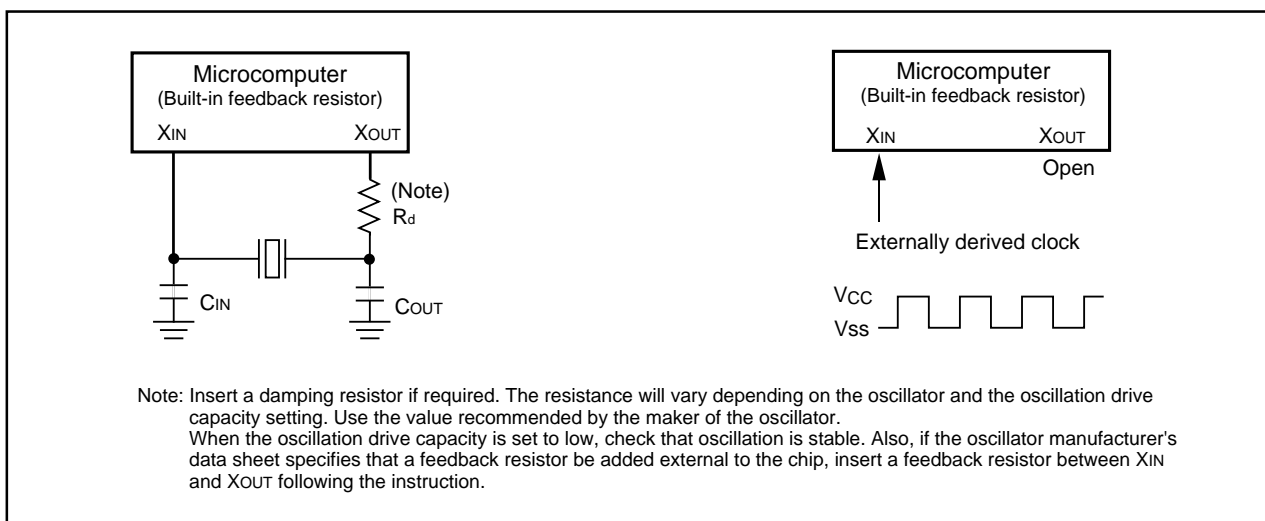 Microcomputer
(Built-in feedback resistor)
XIN XOUT
(Note)
Rd
CIN
COUT
Microcomputer
(Built-in feedback resistor)
XIN XOUT
Open
Externally derived clock
VCC
Vss
Note: Insert a damping resistor if required. The resistance will vary depending on the oscillator and the oscillation drive
capacity setting. Use the value recommended by the maker of the oscillator.
When the oscillation drive capacity is set to low, check that oscillation is stable. Also, if the oscillator manufacturer's
data sheet specifies that a feedback resistor be added external to the chip, insert a feedback resistor between XIN
and XOUT following the instruction.